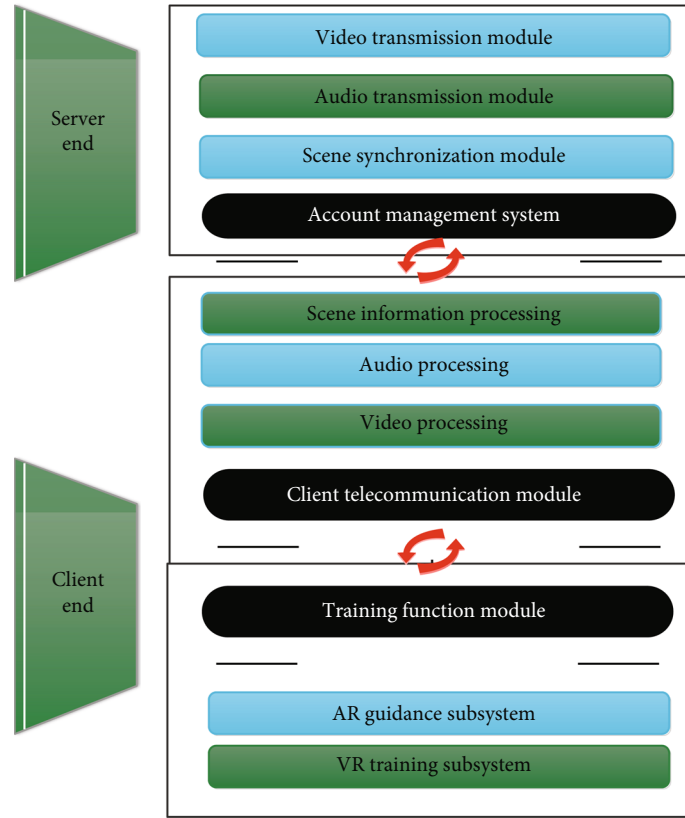 Server
end
Video transmission module
Audio transmission module
Scene synchronization module
Account management system
Scene information processing
Audio processing
Video processing
Client telecommunication module
Client
end
Training function module
AR guidance subsystem
VR training subsystem